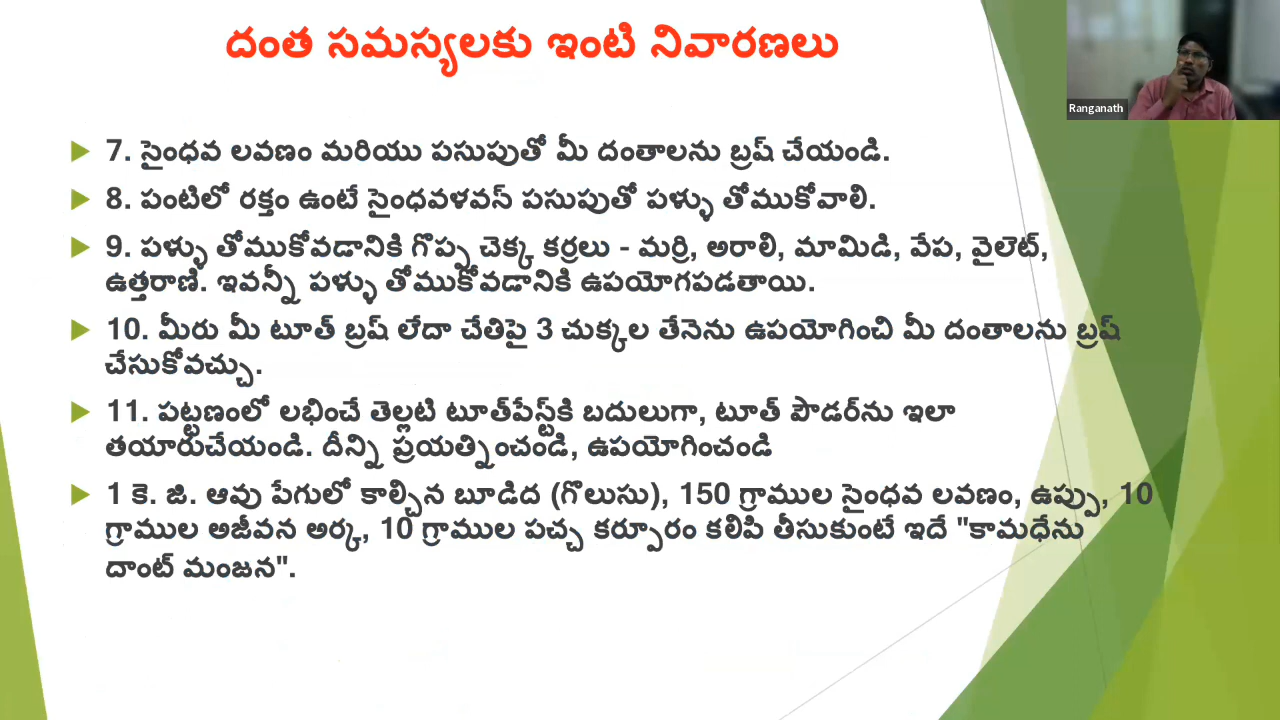 దంత సమస్యలకు ఇంటి నివారణలు
Ranganath
7. సైంధవ లవణం మరియు పసుపుతో మీ దంతాలను బ్రష్ చేయండి.
8. పంటిలో రక్తం ఉంటే సైంధవళవస్ పసుపుతో పళ్ళు తోముకోవాలి.
9. పళ్ళు తోముకోవడానికి గొప్ప చెక్క కర్రలు - మర్రి, అరాలి, మామిడి, వేప, వైలెట్,
ఉత్తరాణి. ఇవన్నీ పళ్ళు తోముకోవడానికి ఉపయోగపడతాయి.
10. మీరు మీ టూత్ బ్రష్ లేదా చేతిపై 3 చుక్కల తేనెను ఉపయోగించి మీ దంతాలను బ్రష్
చేసుకోవచ్చు.
11. పట్టణంలో లభించే తెల్లటి టూత్‌పేస్ట్‌కి బదులుగా, టూత్ పౌడర్‌ను ఇలా
తయారుచేయండి. దీన్ని ప్రయత్నించండి, ఉపయోగించండి
1 కె. జి. ఆవు పేగులో కాల్చిన బూడిద (గొలుసు), 150 గ్రాముల సైంధవ లవణం, ఉప్పు, 10
గ్రాముల అజీవన అర్క, 10 గ్రాముల పచ్చ కర్పూరం కలిపి తీసుకుంటే ఇదే "కామధేను
దాంట్ మంజన".